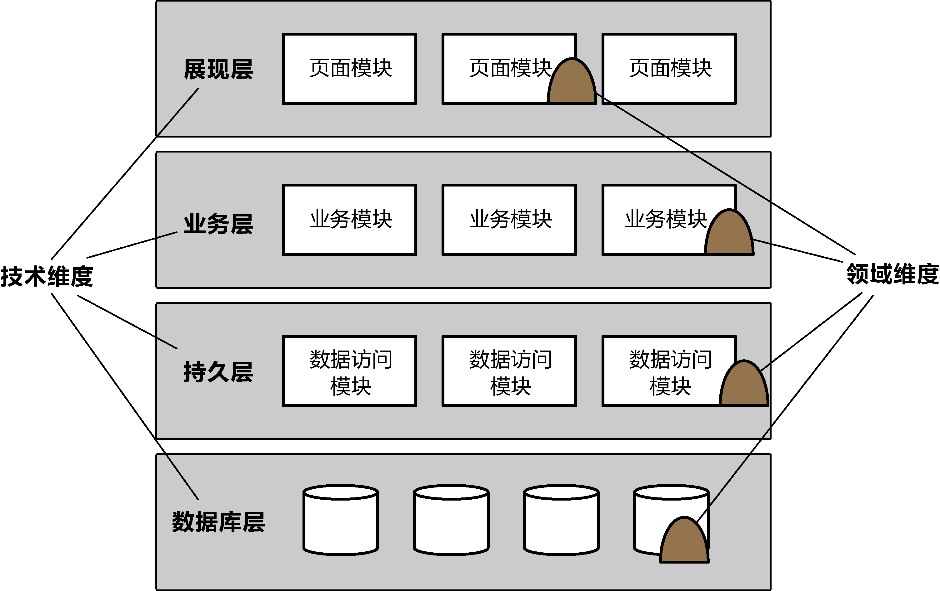 展现层
页面模块
页面模块
页面模块
业务层
业务模块
业务模块
业务模块
技术维度
领域维度
持久层
数据访问
模块
数据访问
模块
数据访问
模块
数据库层